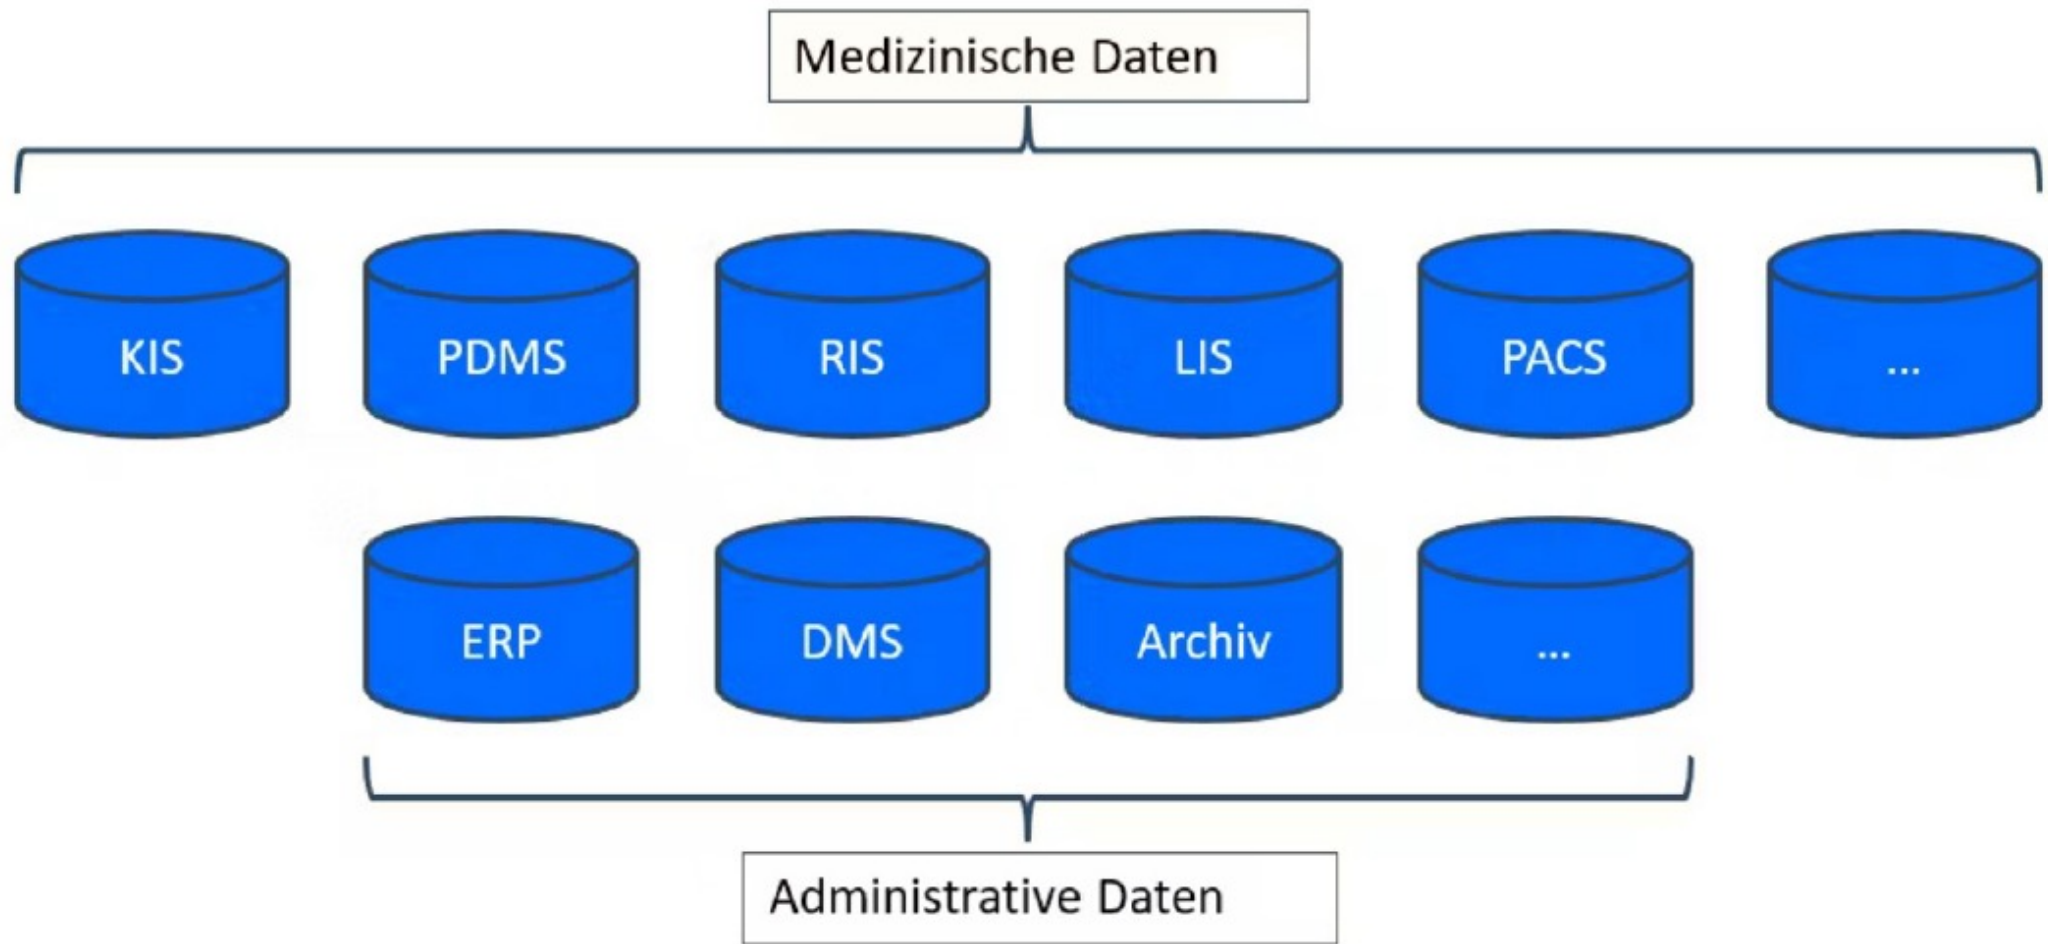 Medizinische Daten
KIS PDMS RIS LIS PACS ...
ERP DMS Archiv ...
Administrative Daten